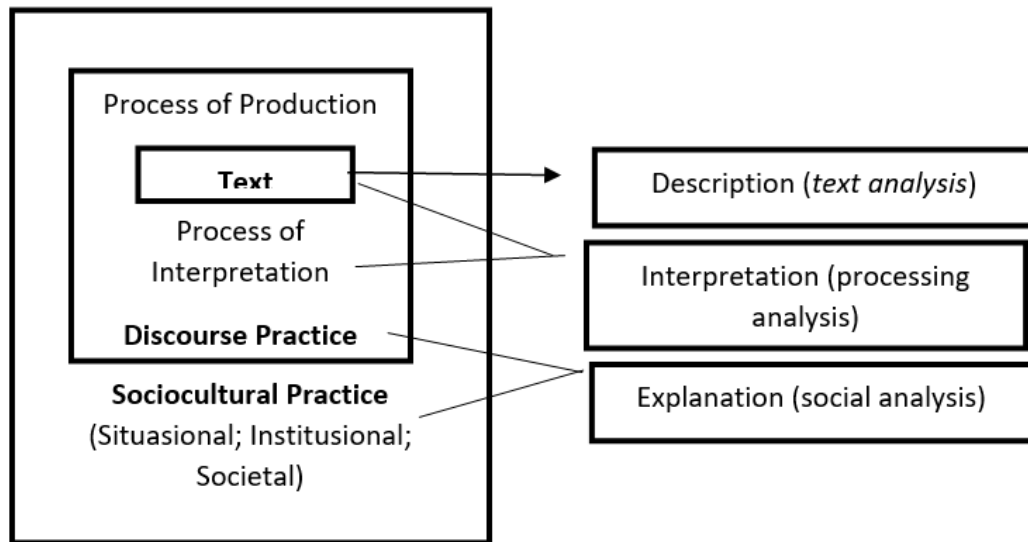 Process of Production
Text
Process of
Interpretation
Discourse Practice
Sociocultural Practice
(Situasional; Institusional;
Societal)
Description (text analysis)
Interpretation (processing
analysis)
Explanation (social analysis)